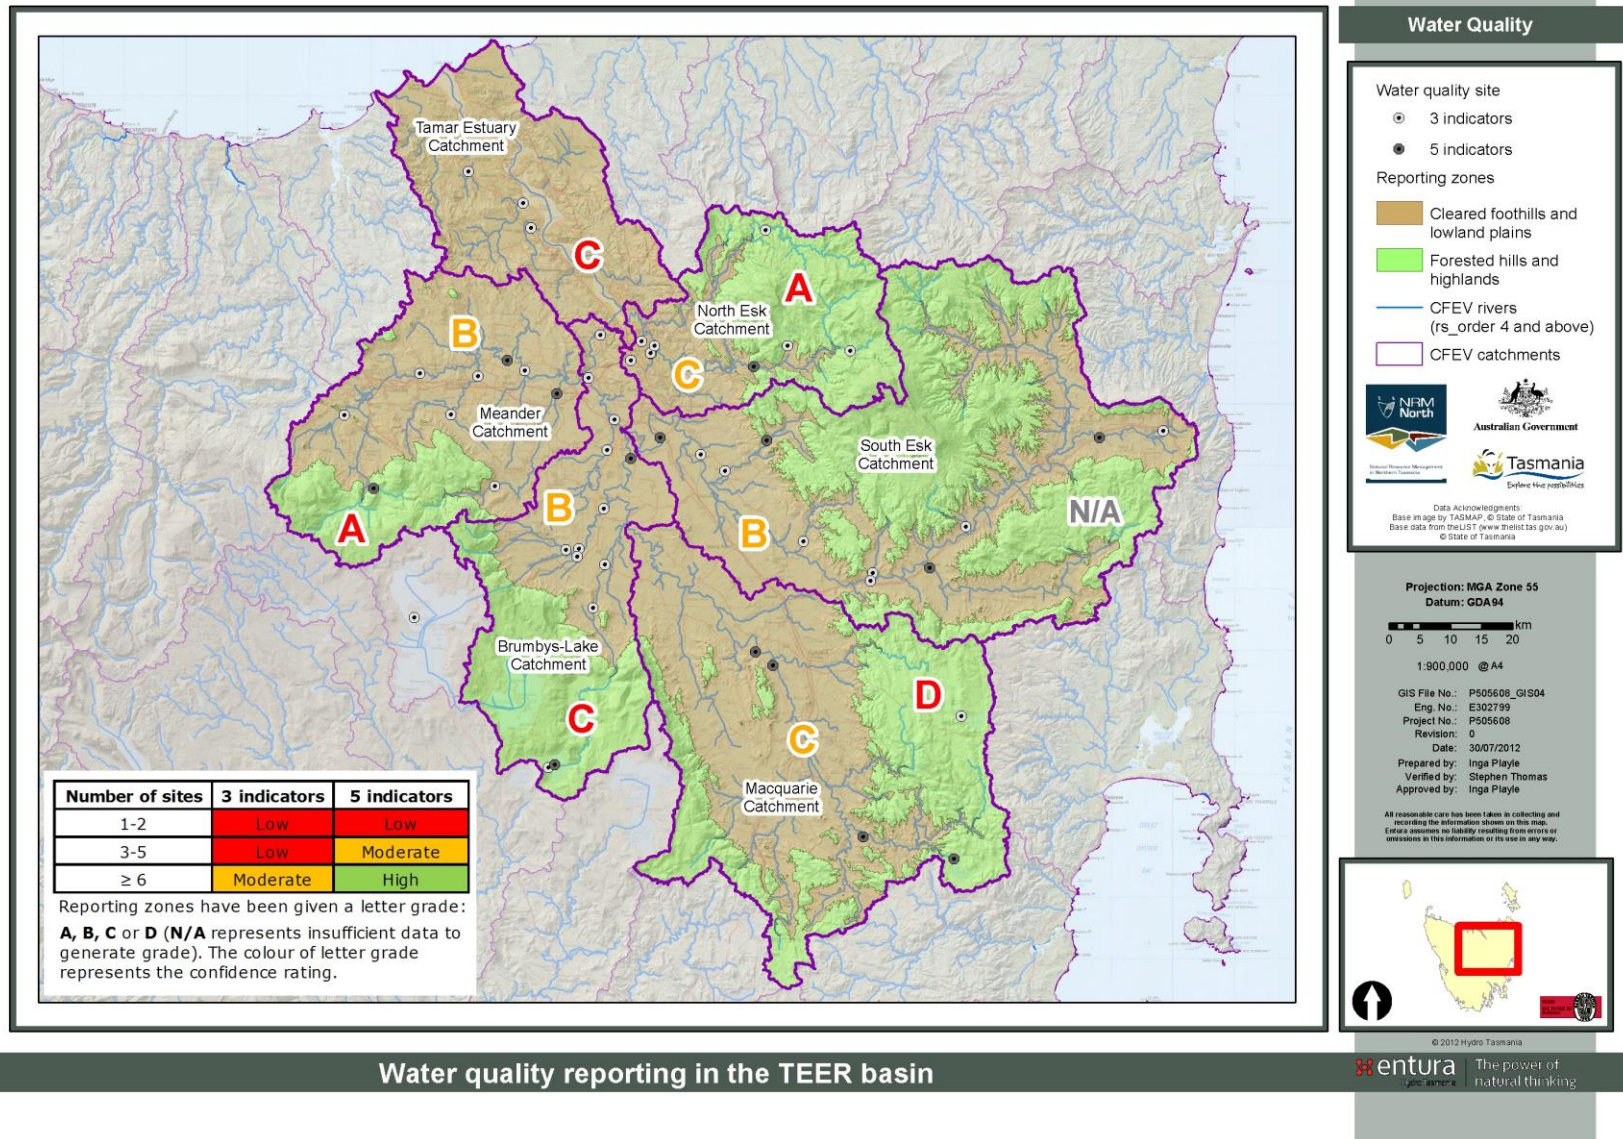 Water Quality
Water quality site
3 indicators
5 indicators
Reporting zones
Cleared foothills and
lowland plains
Forested hills and
highlands
CFEV rivers
(rs_order 4 and above)
CFEV catchments
NRM
North
Australian Government
Natural Resource Management
in Northern Tasmania
Tasmania
Explore the possibilities
Data Acknowledgments:
Base image by TASMAP, © State of Tasmania
Base data from theLIST (www.thelist.tas.gov.au)
© State of Tasmania
Projection: MGA Zone 55
Datum: GDA94
km
0 5 10 15 20
1:900,000 @ A4
GIS File No.: P505608_GIS04
Eng. No.: E302799
Project No.: P505608
Revision: 0
Date: 30/07/2012
Prepared by: Inga Playle
Verified by: Stephen Thomas
Approved by: Inga Playle
All reasonable care has been taken in collecting and
recording the information shown on this map.
Entura assumes no liability resulting from errors or
omissions in this information or its use in any way.
© 2012 Hydro Tasmania
entura
Hydro Tasmania
The power of
natural thinking
Tamar Estuary
Catchment
C
A
North Esk
Catchment
C
B
Meander
Catchment
A
South Esk
Catchment
N/A
B
B
Brumbys-Lake
Catchment
C
D
C
Macquarie
Catchment
Number of sites 3 indicators 5 indicators
1-2 Low Low
3-5 Low Moderate
≥ 6 Moderate High
Reporting zones have been given a letter grade:
A, B, C or D (N/A represents insufficient data to
generate grade). The colour of letter grade
represents the confidence rating.
Water quality reporting in the TEER basin